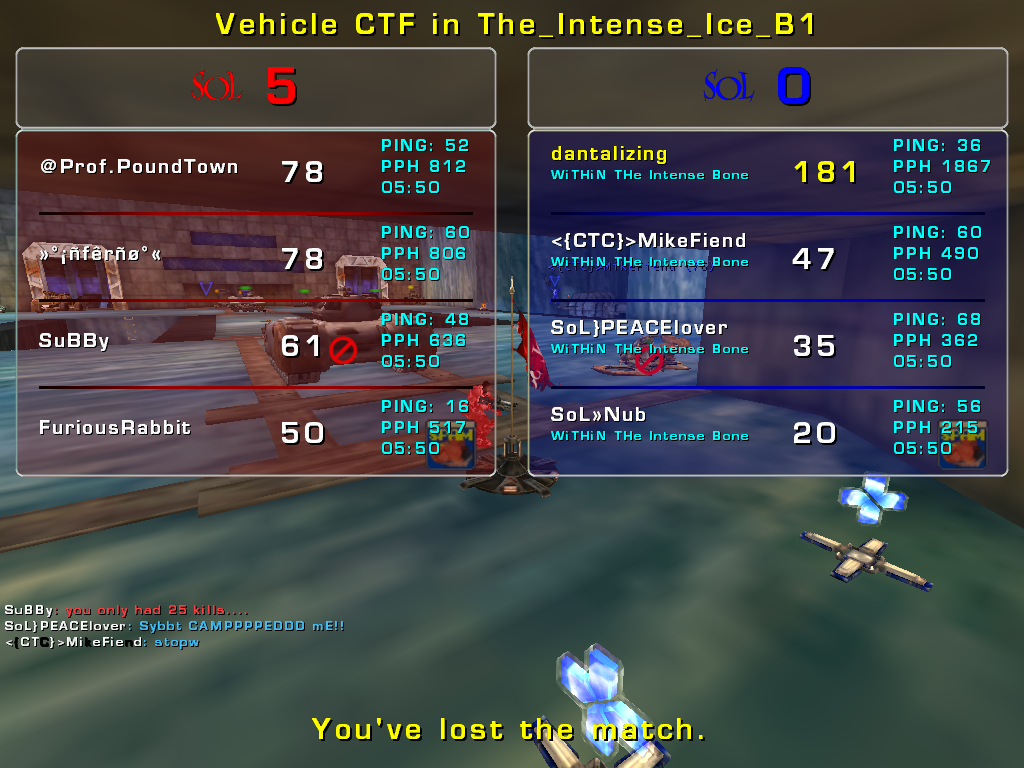 Vehicle CTF in The_Intense_Ice_B1
SOL 5
SOL 0
@Prof.PoundTown 78 PING: 52
PPH 812
05:50
»°¡ñfêrñø°« 78 PING: 60
PPH 806
05:50
SuBBy 61 PING: 48
PPH 636
05:50
FuriousRabbit 50 PING: 16
PPH 517
05:50
SPAM
dantalizing 181 PING: 36
WiTHiN THe Intense Bone PPH 1867
05:50
<{CTC}>MikeFiend 47 PING: 60
WiTHiN THe Intense Bone PPH 490
05:50
SoL}PEACElover 35 PING: 68
WiTHiN THe Intense Bone PPH 362
05:50
SoL»Nub 20 PING: 56
WiTHiN THe Intense Bone PPH 215
05:50
SPAM
SuBBy: you only had 25 kills....
SoL}PEACElover: Sybbt CAMPPPPEDDD mE!!
<{CTC}>MikeFiend: stopw
You've lost the match.